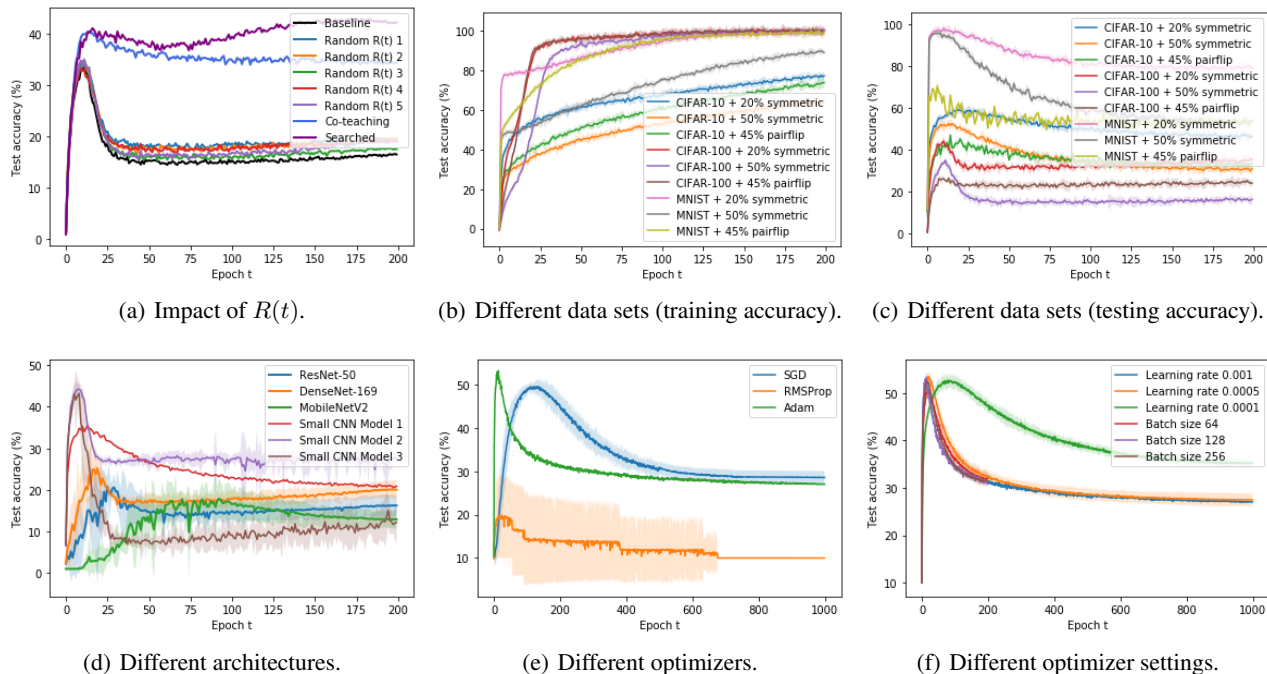 Baseline
Random R(t) 1
Random R(t) 2
Random R(t) 3
Random R(t) 4
Random R(t) 5
Co-teaching
Searched
Test accuracy (%)
40
30
20
10
0
0 25 50 75 100 125 150 175 200
Epoch t
(a) Impact of R(t).
CIFAR-10 + 20% symmetric
CIFAR-10 + 50% symmetric
CIFAR-10 + 45% pairflip
CIFAR-100 + 20% symmetric
CIFAR-100 + 50% symmetric
CIFAR-100 + 45% pairflip
MNIST + 20% symmetric
MNIST + 50% symmetric
MNIST + 45% pairflip
Test accuracy (%)
100
80
60
40
20
0
0 25 50 75 100 125 150 175 200
Epoch t
(b) Different data sets (training accuracy).
CIFAR-10 + 20% symmetric
CIFAR-10 + 50% symmetric
CIFAR-10 + 45% pairflip
CIFAR-100 + 20% symmetric
CIFAR-100 + 50% symmetric
CIFAR-100 + 45% pairflip
MNIST + 20% symmetric
MNIST + 50% symmetric
MNIST + 45% pairflip
Test accuracy (%)
100
80
60
40
20
0
0 25 50 75 100 125 150 175 200
Epoch t
(c) Different data sets (testing accuracy).
ResNet-50
DenseNet-169
MobileNetV2
Small CNN Model 1
Small CNN Model 2
Small CNN Model 3
Test accuracy (%)
50
40
30
20
10
0
0 25 50 75 100 125 150 175 200
Epoch t
(d) Different architectures.
SGD
RMSProp
Adam
Test accuracy (%)
50
40
30
20
10
0 200 400 600 800 1000
Epoch t
(e) Different optimizers.
Learning rate 0.001
Learning rate 0.0005
Learning rate 0.0001
Batch size 64
Batch size 128
Batch size 256
Test accuracy (%)
50
40
30
20
10
0 200 400 600 800 1000
Epoch t
(f) Different optimizer settings.